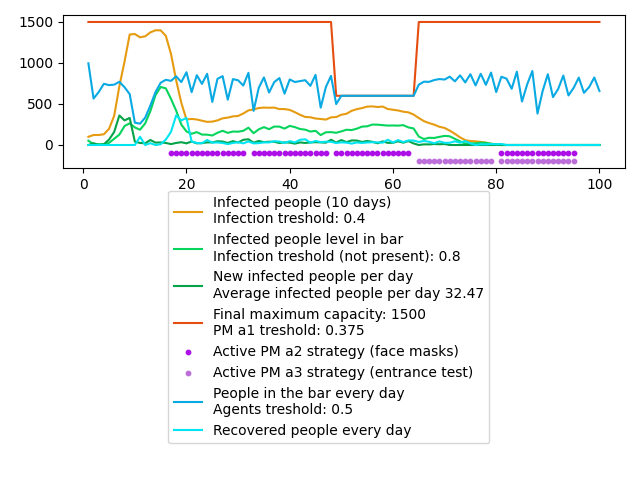 1500
1000
500
0
0 20 40 60 80 100
Infected people (10 days)
Infection treshold: 0.4
Infected people level in bar
Infection treshold (not present): 0.8
New infected people per day
Average infected people per day 32.47
Final maximum capacity: 1500
PM a1 treshold: 0.375
Active PM a2 strategy (face masks)
Active PM a3 strategy (entrance test)
People in the bar every day
Agents treshold: 0.5
Recovered people every day